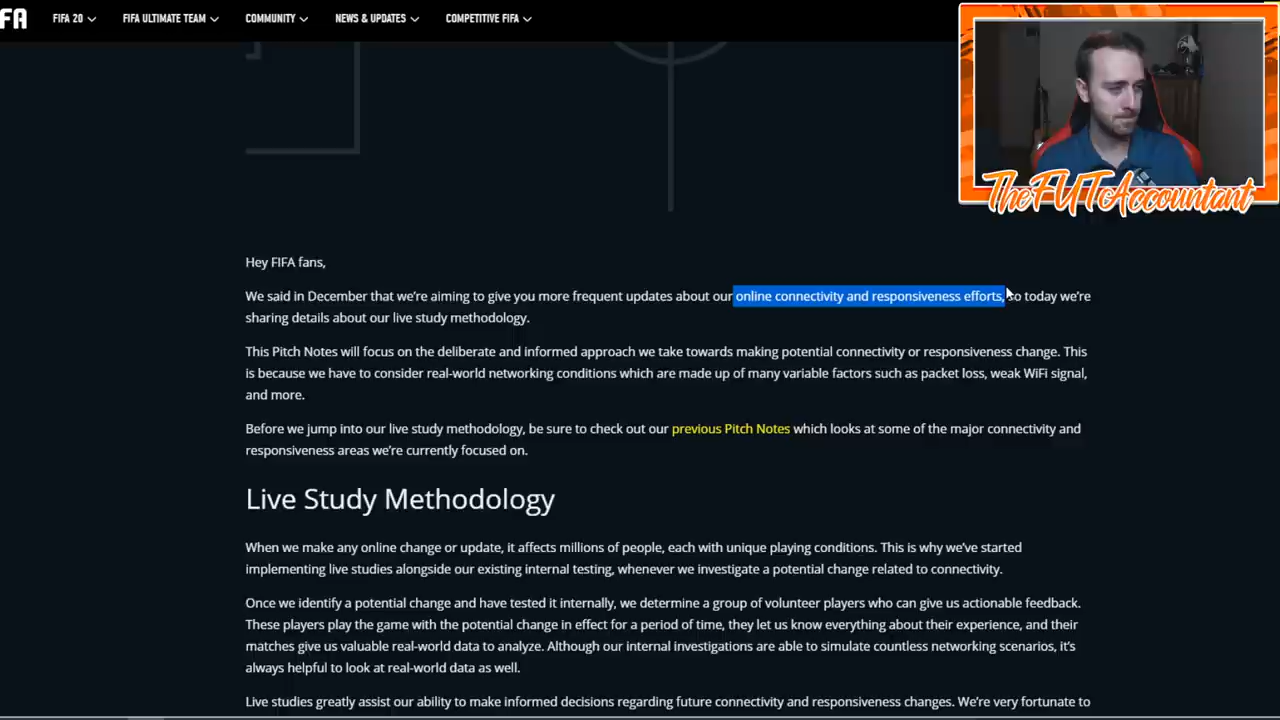 FA
FIFA 20
FIFA ULTIMATE TEAM
COMMUNITY
NEWS & UPDATES
COMPETITIVE FIFA
TheFUTAccountant
Hey FIFA fans,
We said in December that we're aiming to give you more frequent updates about our online connectivity and responsiveness efforts, so today we're
sharing details about our live study methodology.
This Pitch Notes will focus on the deliberate and informed approach we take towards making potential connectivity or responsiveness change. This
is because we have to consider real-world networking conditions which are made up of many variable factors such as packet loss, weak WiFi signal,
and more.
Before we jump into our live study methodology, be sure to check out our previous Pitch Notes which looks at some of the major connectivity and
responsiveness areas we're currently focused on.
Live Study Methodology
When we make any online change or update, it affects millions of people, each with unique playing conditions. This is why we've started
implementing live studies alongside our existing internal testing, whenever we investigate a potential change related to connectivity.
Once we identify a potential change and have tested it internally, we determine a group of volunteer players who can give us actionable feedback.
These players play the game with the potential change in effect for a period of time, they let us know everything about their experience, and their
matches give us valuable real-world data to analyze. Although our internal investigations are able to simulate countless networking scenarios, it's
always helpful to look at real-world data as well.
Live studies greatly assist our ability to make informed decisions regarding future connectivity and responsiveness changes. We're very fortunate to